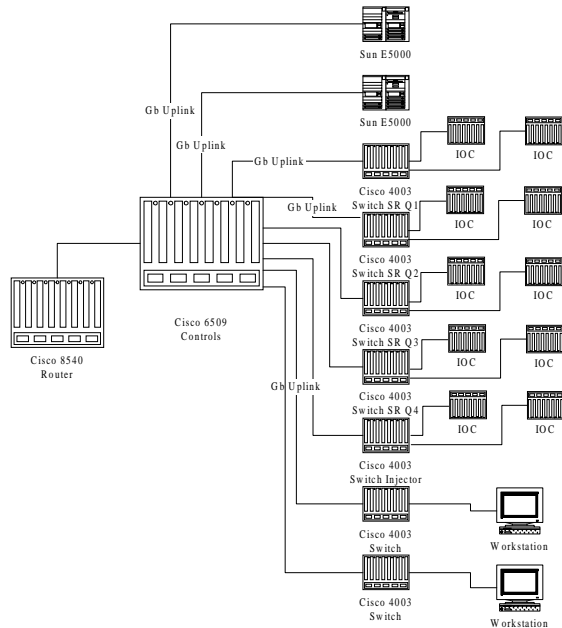 Sun E5000
Gb Uplink
Sun E5000
Gb Uplink
Gb Uplink
IOC
IOC
Cisco 4003
Switch SR Q1
Gb Uplink
IOC
IOC
Cisco 4003
Switch SR Q2
IOC
IOC
Cisco 6509
Controls
Cisco 4003
Switch SR Q3
Cisco 8540
Router
IOC
IOC
Gb Uplink
Cisco 4003
Switch SR Q4
IOC
IOC
Cisco 4003
Switch Injector
Cisco 4003
Switch
Workstation
Cisco 4003
Switch
Workstation